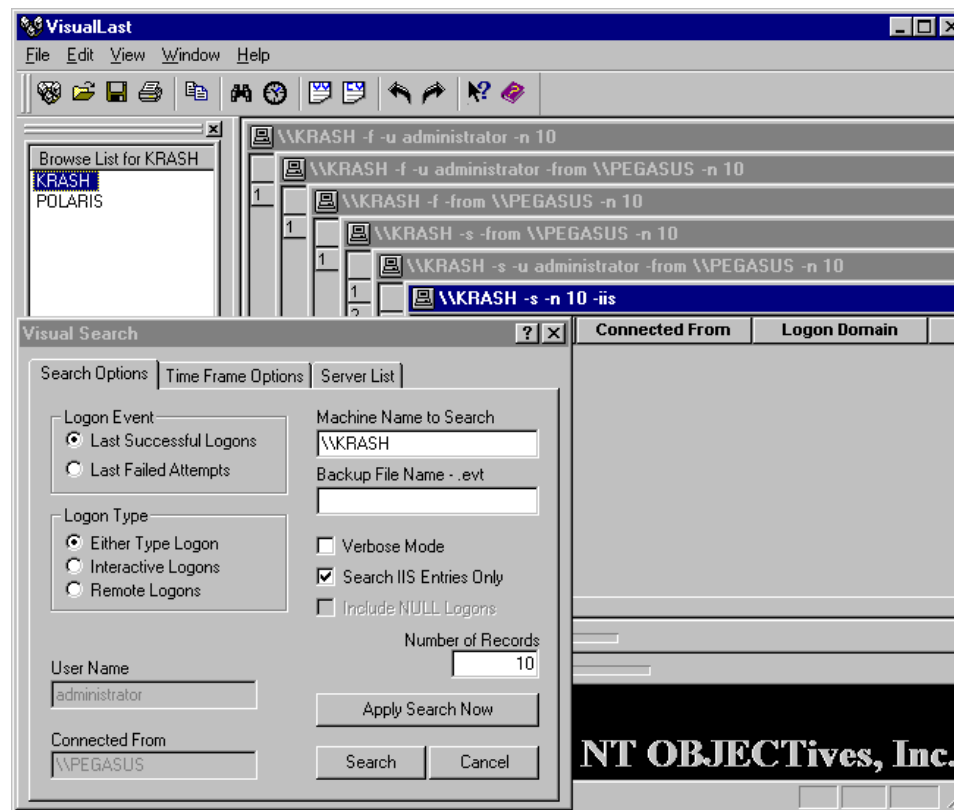 VisualLast
File Edit View Window Help
Browse List for KRASH
KRASH
POLARIS
\\KRASH -f -u administrator -n 10
\\KRASH -f -u administrator -from \\PEGASUS -n 10
1
\\KRASH -f -from \\PEGASUS -n 10
1
\\KRASH -s -from \\PEGASUS -n 10
1
\\KRASH -s -u administrator -from \\PEGASUS -n 10
1
\\KRASH -s -n 10 -iis
2
Connected From Logon Domain
Visual Search
Search Options Time Frame Options Server List
Logon Event
Last Successful Logons
Last Failed Attempts
Machine Name to Search
\\KRASH
Backup File Name - .evt
Logon Type
Either Type Logon
Interactive Logons
Remote Logons
Verbose Mode
Search IIS Entries Only
Include NULL Logons
Number of Records
10
User Name
administrator
Apply Search Now
Connected From
\\PEGASUS
Search Cancel
NT OBJECTives, Inc.